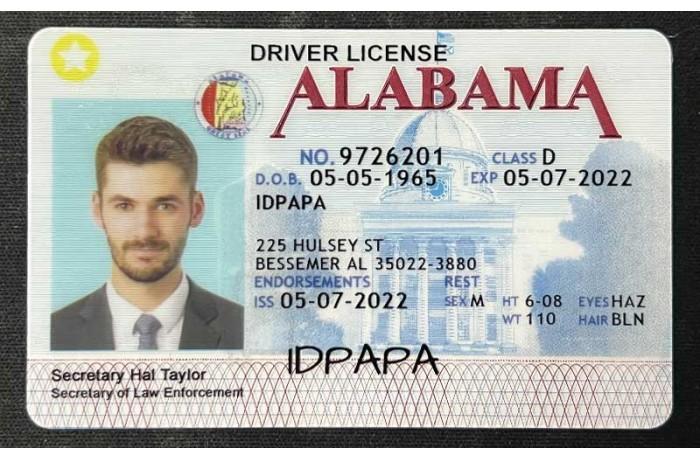 DRIVER LICENSE
ALABAMA
NO. 9726201 CLASS D
D.O.B. 05-05-1965 EXP 05-07-2022
IDPAPA
225 HULSEY ST
BESSEMER AL 35022-3880
ENDORSEMENTS REST
ISS 05-07-2022 SEX M HT 6-08 EYES HAZ
WT 110 HAIR BLN
IDPAPA
Secretary Hal Taylor
Secretary of Law Enforcement